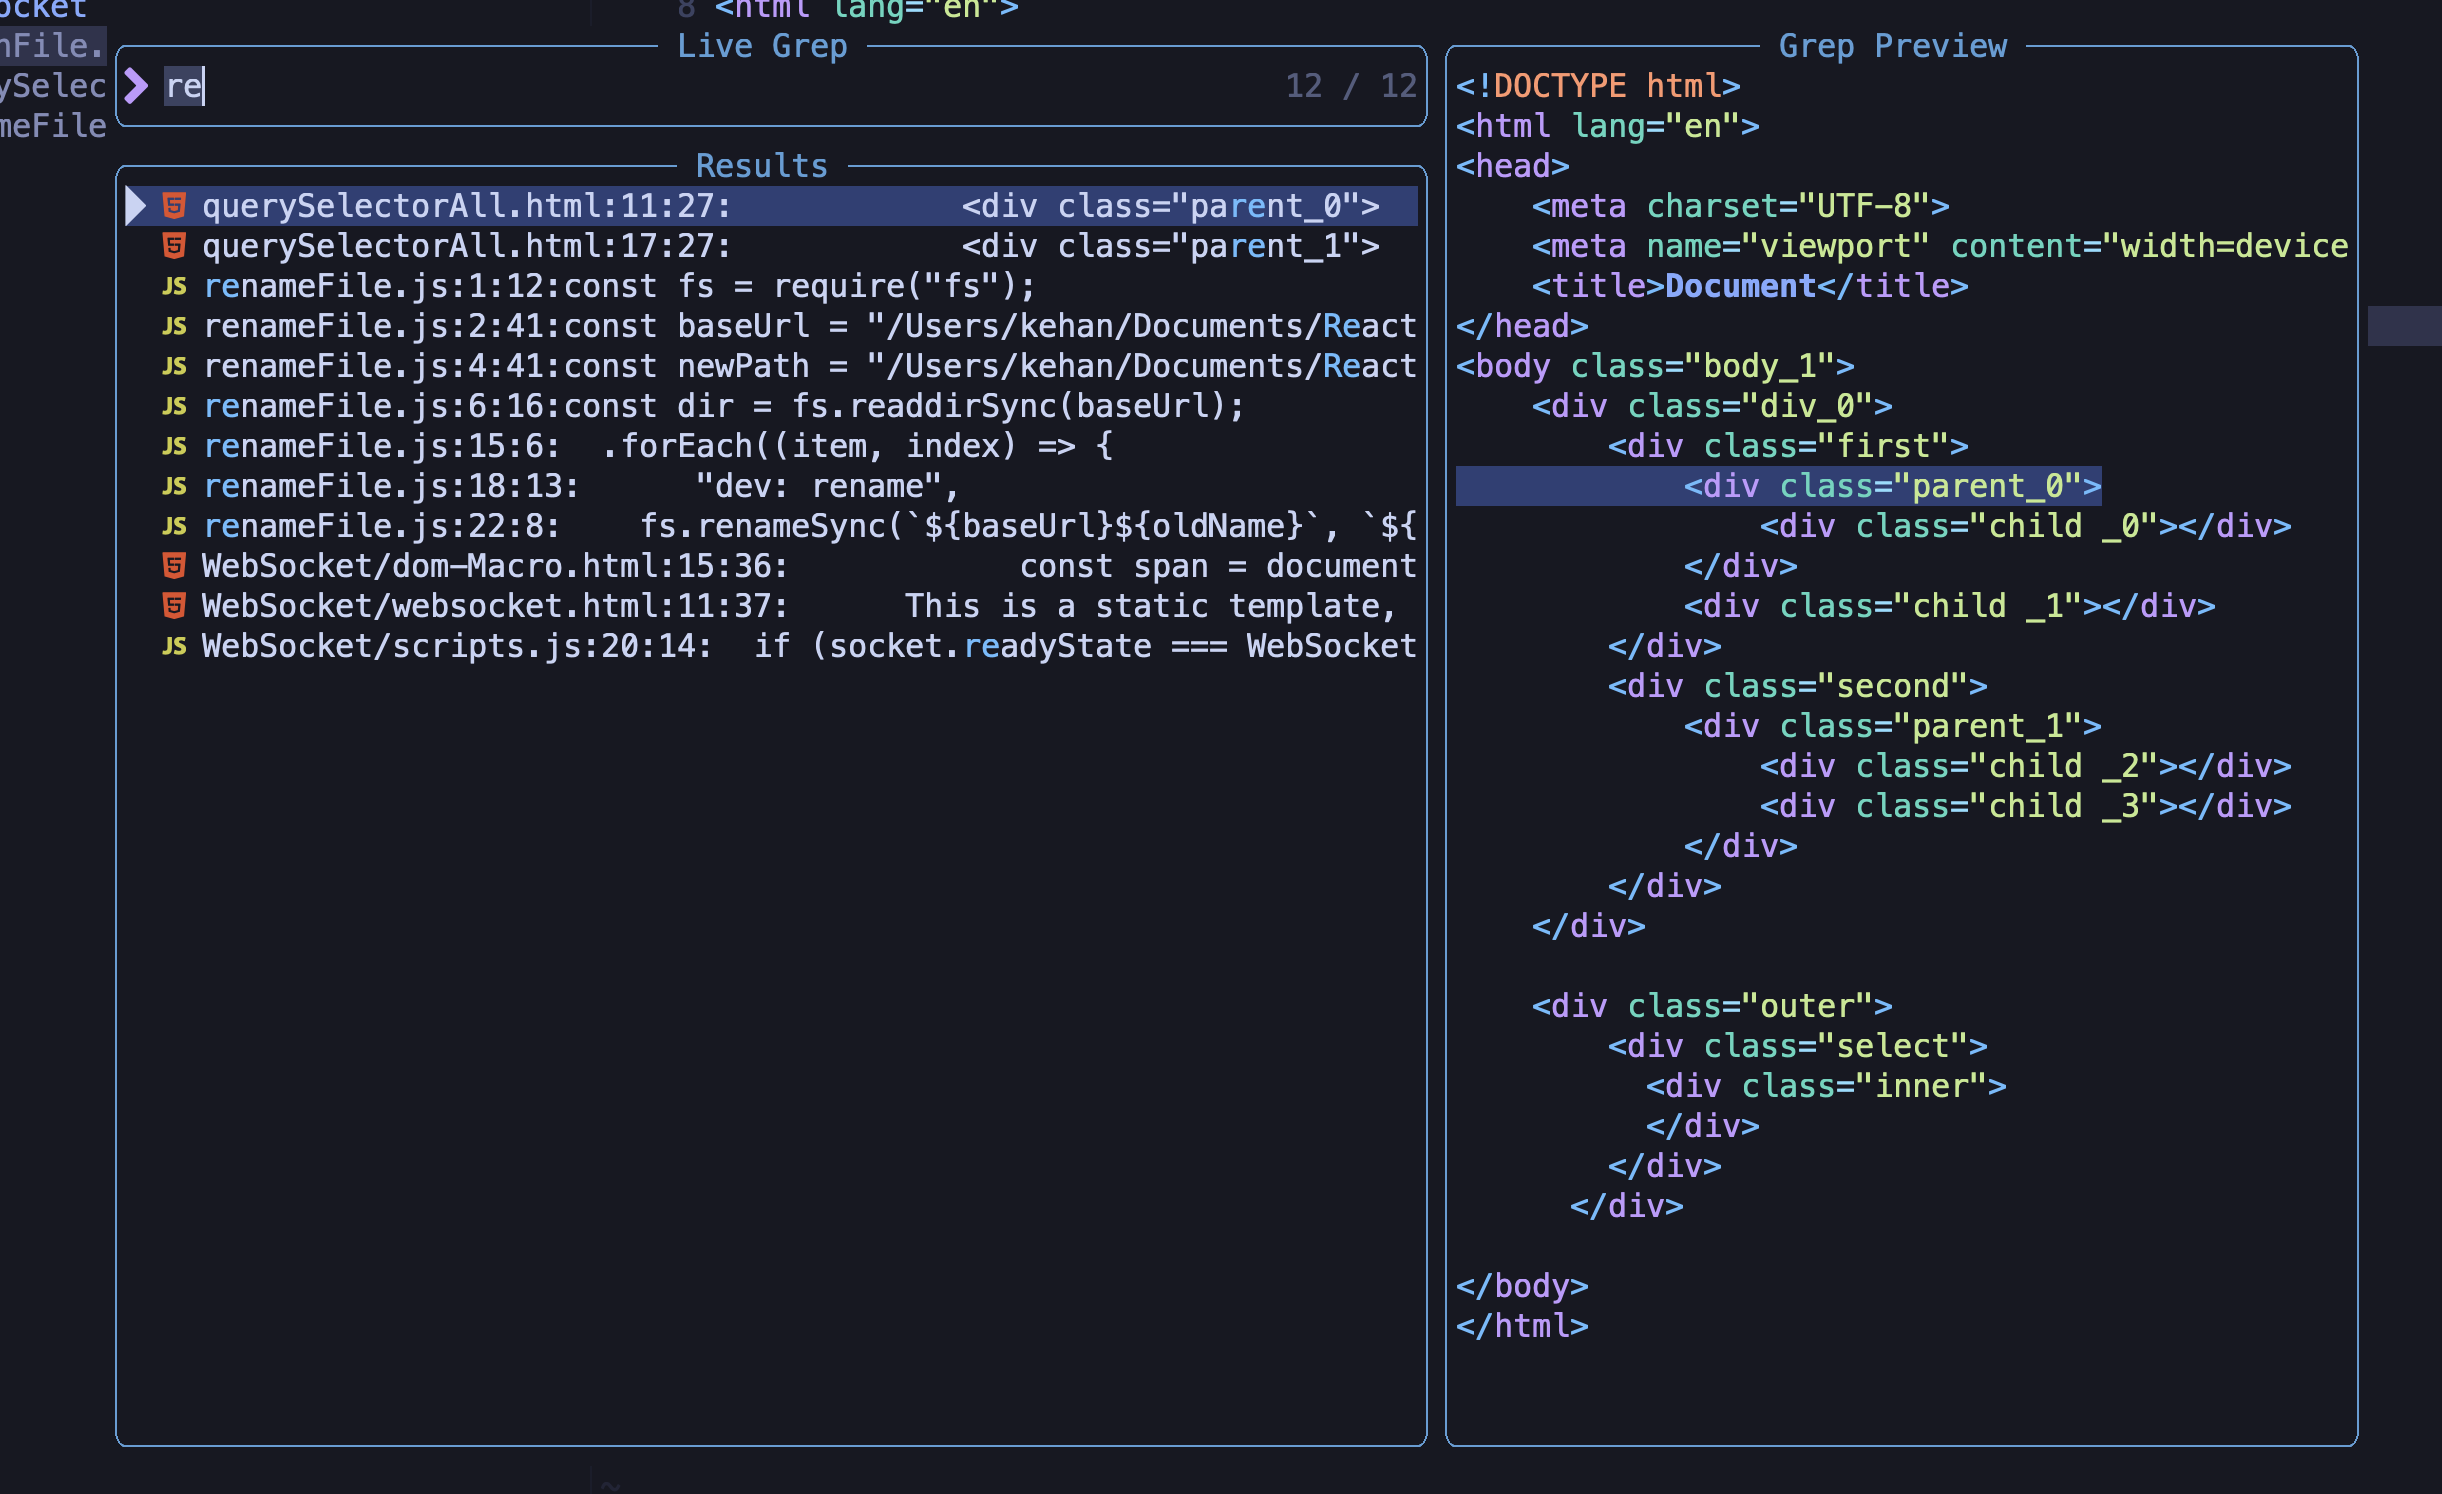 ocket
nFile.
ySelec
meFile
8 <html lang="en">
Live Grep
re
12 / 12
Results
querySelectorAll.html:11:27:            <div class="parent_0">
querySelectorAll.html:17:27:            <div class="parent_1">
JS renameFile.js:1:12:const fs = require("fs");
JS renameFile.js:2:41:const baseUrl = "/Users/kehan/Documents/React
JS renameFile.js:4:41:const newPath = "/Users/kehan/Documents/React
JS renameFile.js:6:16:const dir = fs.readdirSync(baseUrl);
JS renameFile.js:15:6:  .forEach((item, index) => {
JS renameFile.js:18:13:      "dev: rename",
JS renameFile.js:22:8:    fs.renameSync(`${baseUrl}${oldName}`, `${
WebSocket/dom-Macro.html:15:36:            const span = document
WebSocket/websocket.html:11:37:      This is a static template,
JS WebSocket/scripts.js:20:14:  if (socket.readyState === WebSocket
Grep Preview
<!DOCTYPE html>
<html lang="en">
<head>
    <meta charset="UTF-8">
    <meta name="viewport" content="width=device
    <title>Document</title>
</head>
<body class="body_1">
    <div class="div_0">
        <div class="first">
            <div class="parent_0">
                <div class="child _0"></div>
            </div>
            <div class="child _1"></div>
        </div>
        <div class="second">
            <div class="parent_1">
                <div class="child _2"></div>
                <div class="child _3"></div>
            </div>
        </div>
    </div>
    <div class="outer">
        <div class="select">
          <div class="inner">
          </div>
        </div>
      </div>
</body>
</html>
~